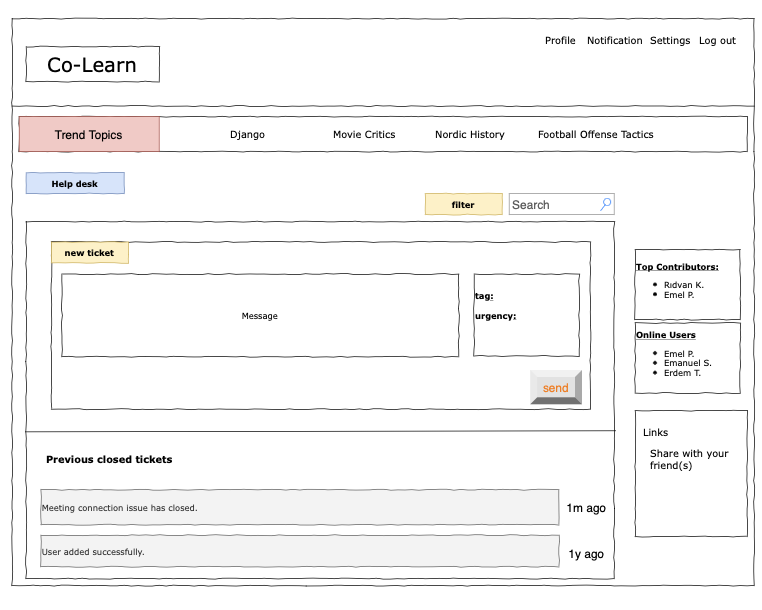 Profile Notification Settings Log out
Co-Learn
Trend Topics Django Movie Critics Nordic History Football Offense Tactics
Help desk
filter Search
new ticket
Message
tag:
urgency:
send
Previous closed tickets
Meeting connection issue has closed. 1m ago
User added successfully. 1y ago
Top Contributors:
Rıdvan K.
Emel P.
Online Users
Emel P.
Emanuel S.
Erdem T.
Links
Share with your
friend(s)